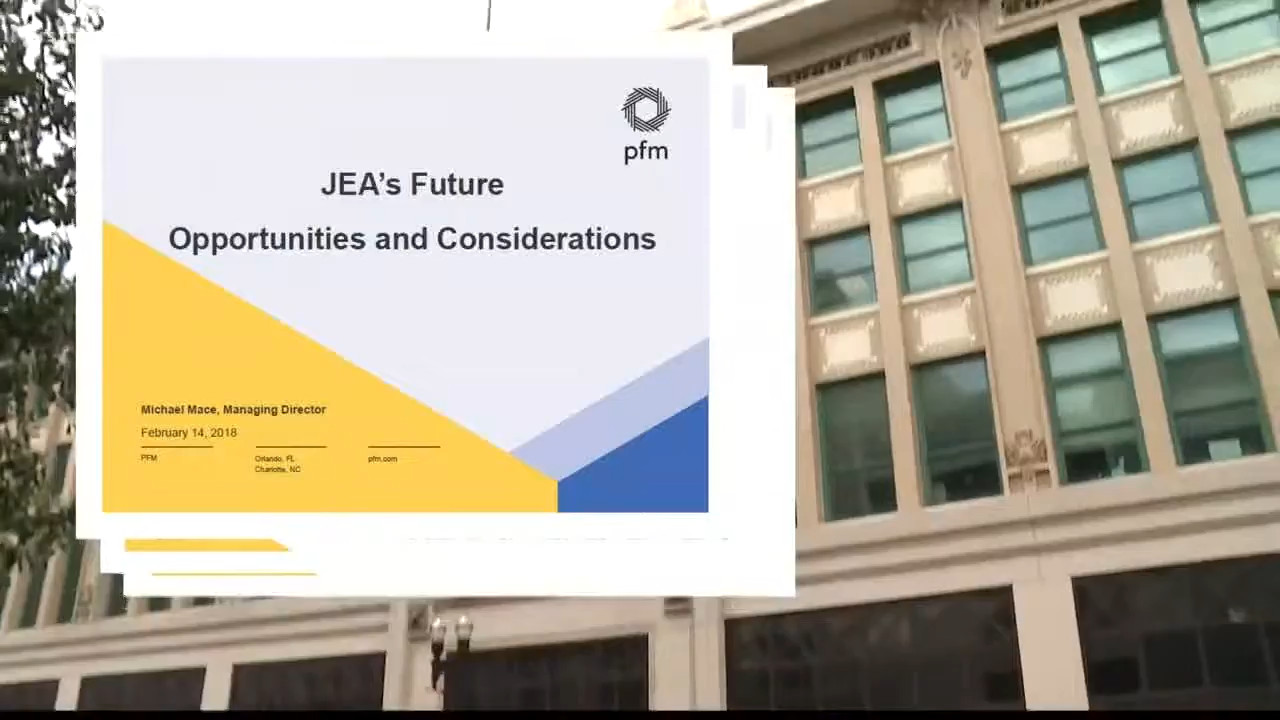 pfm
JEA’s Future
Opportunities and Considerations
Michael Mace, Managing Director
February 14, 2018
PFM
Orlando, FL
Charlotte, NC
pfm.com